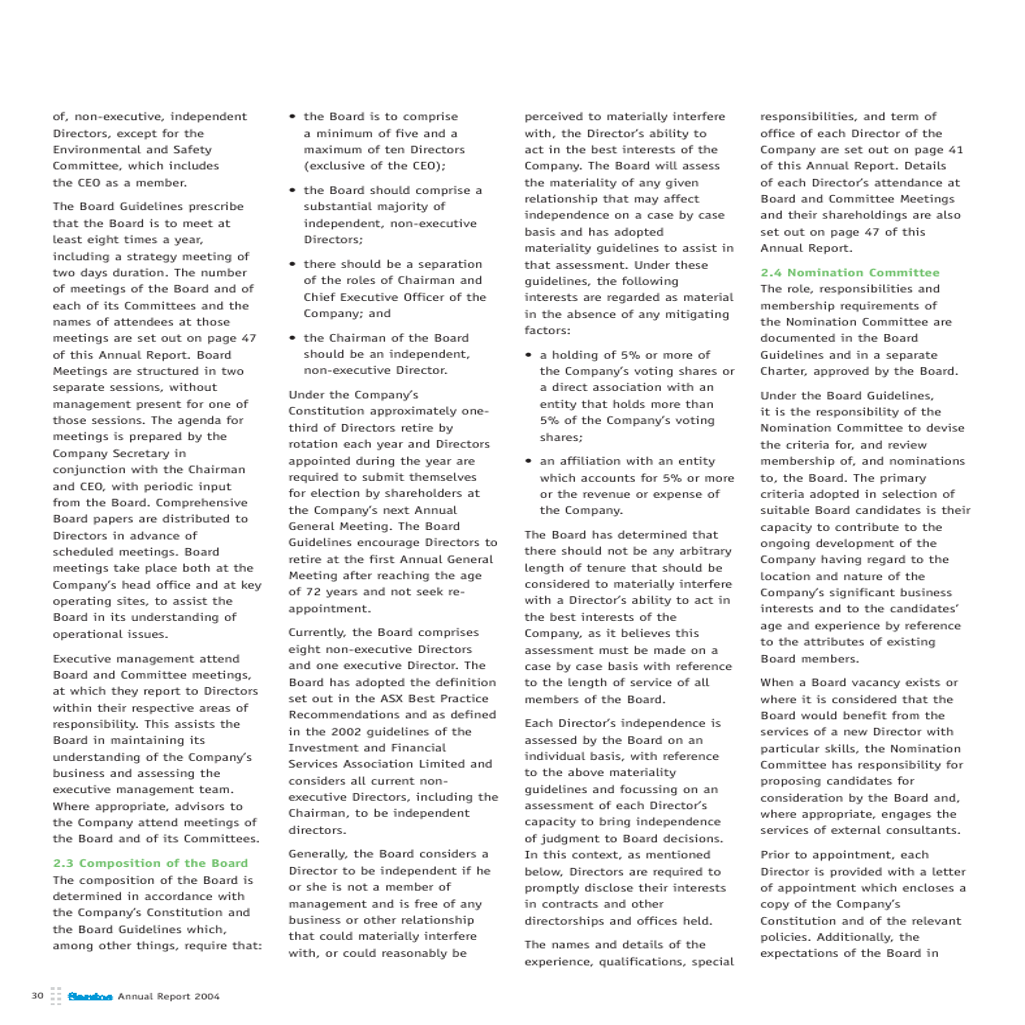 of, non-executive, independent
Directors, except for the
Environmental and Safety
Committee, which includes
the CEO as a member.
The Board Guidelines prescribe
that the Board is to meet at
least eight times a year,
including a strategy meeting of
two days duration. The number
of meetings of the Board and of
each of its Committees and the
names of attendees at those
meetings are set out on page 47
of this Annual Report. Board
Meetings are structured in two
separate sessions, without
management present for one of
those sessions. The agenda for
meetings is prepared by the
Company Secretary in
conjunction with the Chairman
and CEO, with periodic input
from the Board. Comprehensive
Board papers are distributed to
Directors in advance of
scheduled meetings. Board
meetings take place both at the
Company's head office and at key
operating sites, to assist the
Board in its understanding of
operational issues.
Executive management attend
Board and Committee meetings,
at which they report to Directors
within their respective areas of
responsibility. This assists the
Board in maintaining its
understanding of the Company's
business and assessing the
executive management team.
Where appropriate, advisors to
the Company attend meetings of
the Board and of its Committees.
2.3 Composition of the Board
The composition of the Board is
determined in accordance with
the Company's Constitution and
the Board Guidelines which,
among other things, require that:
• the Board is to comprise
a minimum of five and a
maximum of ten Directors
(exclusive of the CEO);
• the Board should comprise a
substantial majority of
independent, non-executive
Directors;
• there should be a separation
of the roles of Chairman and
Chief Executive Officer of the
Company; and
• the Chairman of the Board
should be an independent,
non-executive Director.
Under the Company's
Constitution approximately one-
third of Directors retire by
rotation each year and Directors
appointed during the year are
required to submit themselves
for election by shareholders at
the Company's next Annual
General Meeting. The Board
Guidelines encourage Directors to
retire at the first Annual General
Meeting after reaching the age
of 72 years and not seek re-
appointment.
Currently, the Board comprises
eight non-executive Directors
and one executive Director. The
Board has adopted the definition
set out in the ASX Best Practice
Recommendations and as defined
in the 2002 guidelines of the
Investment and Financial
Services Association Limited and
considers all current non-
executive Directors, including the
Chairman, to be independent
directors.
Generally, the Board considers a
Director to be independent if he
or she is not a member of
management and is free of any
business or other relationship
that could materially interfere
with, or could reasonably be
perceived to materially interfere
with, the Director's ability to
act in the best interests of the
Company. The Board will assess
the materiality of any given
relationship that may affect
independence on a case by case
basis and has adopted
materiality guidelines to assist in
that assessment. Under these
guidelines, the following
interests are regarded as material
in the absence of any mitigating
factors:
• a holding of 5% or more of
the Company's voting shares or
a direct association with an
entity that holds more than
5% of the Company's voting
shares;
• an affiliation with an entity
which accounts for 5% or more
or the revenue or expense of
the Company.
The Board has determined that
there should not be any arbitrary
length of tenure that should be
considered to materially interfere
with a Director's ability to act in
the best interests of the
Company, as it believes this
assessment must be made on a
case by case basis with reference
to the length of service of all
members of the Board.
Each Director's independence is
assessed by the Board on an
individual basis, with reference
to the above materiality
guidelines and focussing on an
assessment of each Director's
capacity to bring independence
of judgment to Board decisions.
In this context, as mentioned
below, Directors are required to
promptly disclose their interests
in contracts and other
directorships and offices held.
The names and details of the
experience, qualifications, special
responsibilities, and term of
office of each Director of the
Company are set out on page 41
of this Annual Report. Details
of each Director's attendance at
Board and Committee Meetings
and their shareholdings are also
set out on page 47 of this
Annual Report.
2.4 Nomination Committee
The role, responsibilities and
membership requirements of
the Nomination Committee are
documented in the Board
Guidelines and in a separate
Charter, approved by the Board.
Under the Board Guidelines,
it is the responsibility of the
Nomination Committee to devise
the criteria for, and review
membership of, and nominations
to, the Board. The primary
criteria adopted in selection of
suitable Board candidates is their
capacity to contribute to the
ongoing development of the
Company having regard to the
location and nature of the
Company's significant business
interests and to the candidates'
age and experience by reference
to the attributes of existing
Board members.
When a Board vacancy exists or
where it is considered that the
Board would benefit from the
services of a new Director with
particular skills, the Nomination
Committee has responsibility for
proposing candidates for
consideration by the Board and,
where appropriate, engages the
services of external consultants.
Prior to appointment, each
Director is provided with a letter
of appointment which encloses a
copy of the Company's
Constitution and of the relevant
policies. Additionally, the
expectations of the Board in
30 Santos Annual Report 2004